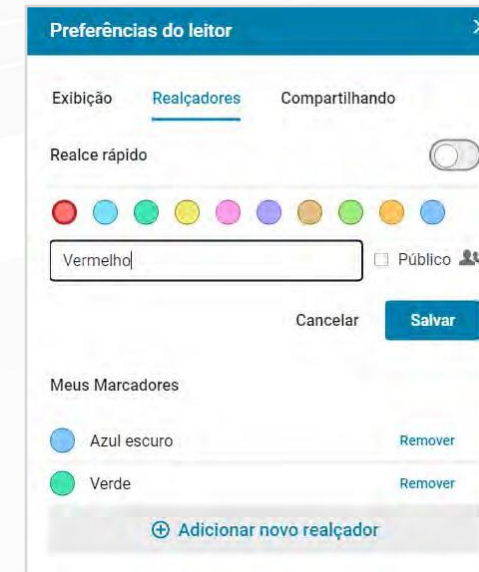 Preferências do leitor
Exibição Realçadores Compartilhando
Realce rápido
Vermelho Público
Cancelar Salvar
Meus Marcadores
Azul escuro Remover
Verde Remover
Adicionar novo realçador